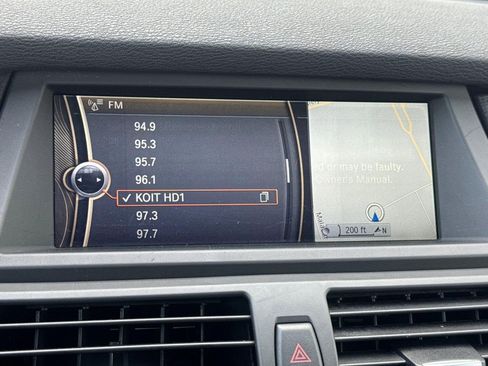 FM
94.9
95.3
95.7
96.1
✓ KOIT HD1
97.3
97.7
d or may be faulty.
Owner's Manual.
200 ft
N